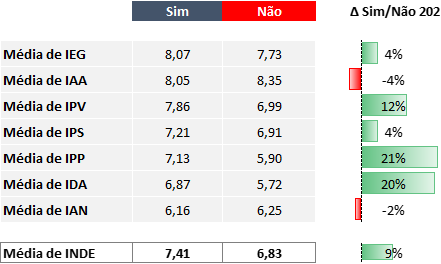 Sim Não Δ Sim/Não 202
Média de IEG 8,07 7,73 4%
Média de IAA 8,05 8,35 -4%
Média de IPV 7,86 6,99 12%
Média de IPS 7,21 6,91 4%
Média de IPP 7,13 5,90 21%
Média de IDA 6,87 5,72 20%
Média de IAN 6,16 6,25 -2%
Média de INDE 7,41 6,83 9%